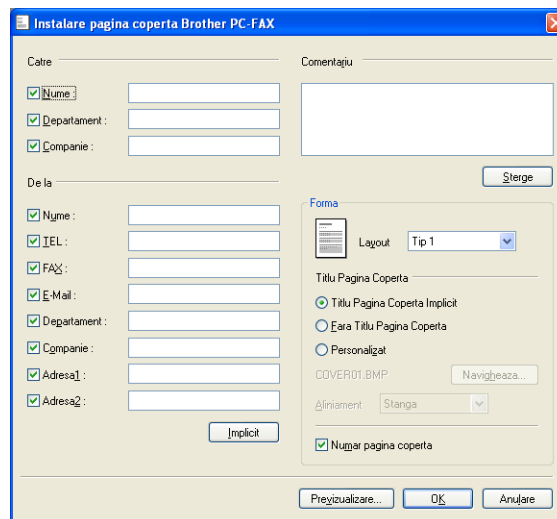 Instalare pagina coperta Brother PC-FAX
Catre
Nume :
Departament :
Companie :
De la
Nume :
TEL :
FAX :
E-Mail :
Departament :
Companie :
Adresa1 :
Adresa2 :
Implicit
Comentariu
Sterge
Forma
Layout Tip 1
Titlu Pagina Coperta
Titlu Pagina Coperta Implicit
Fara Titlu Pagina Coperta
Personalizat
COVER01.BMP Navigheaza...
Aliniament Stanga
Numar pagina coperta
Previzualizare... OK Anulare